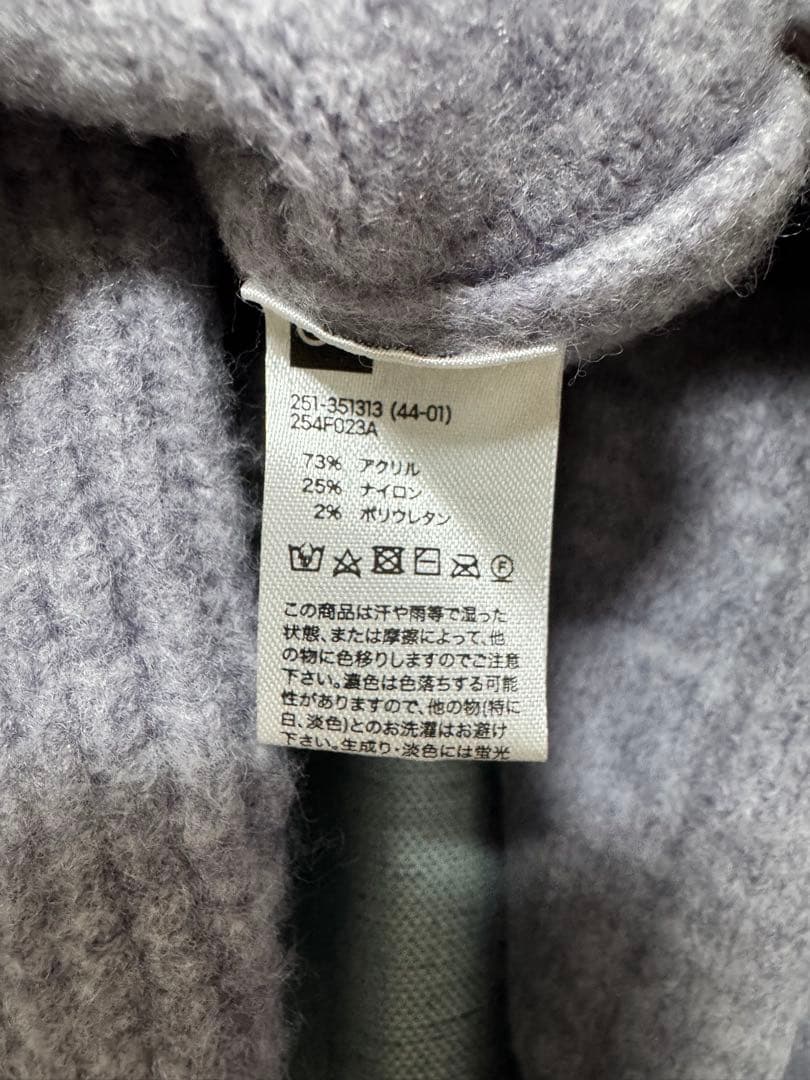 251-351313 (44-01)
254F023A
73% アクリル
25% ナイロン
2% ポリウレタン
F
この商品は汗や雨等で湿った
状態、または摩擦によって、他
の物に色移りしますのでご注意
下さい。濃色は色落ちする可能
性がありますので、他の物(特に
白、淡色)とのお洗濯はお避け
下さい。生成り・淡色には蛍光